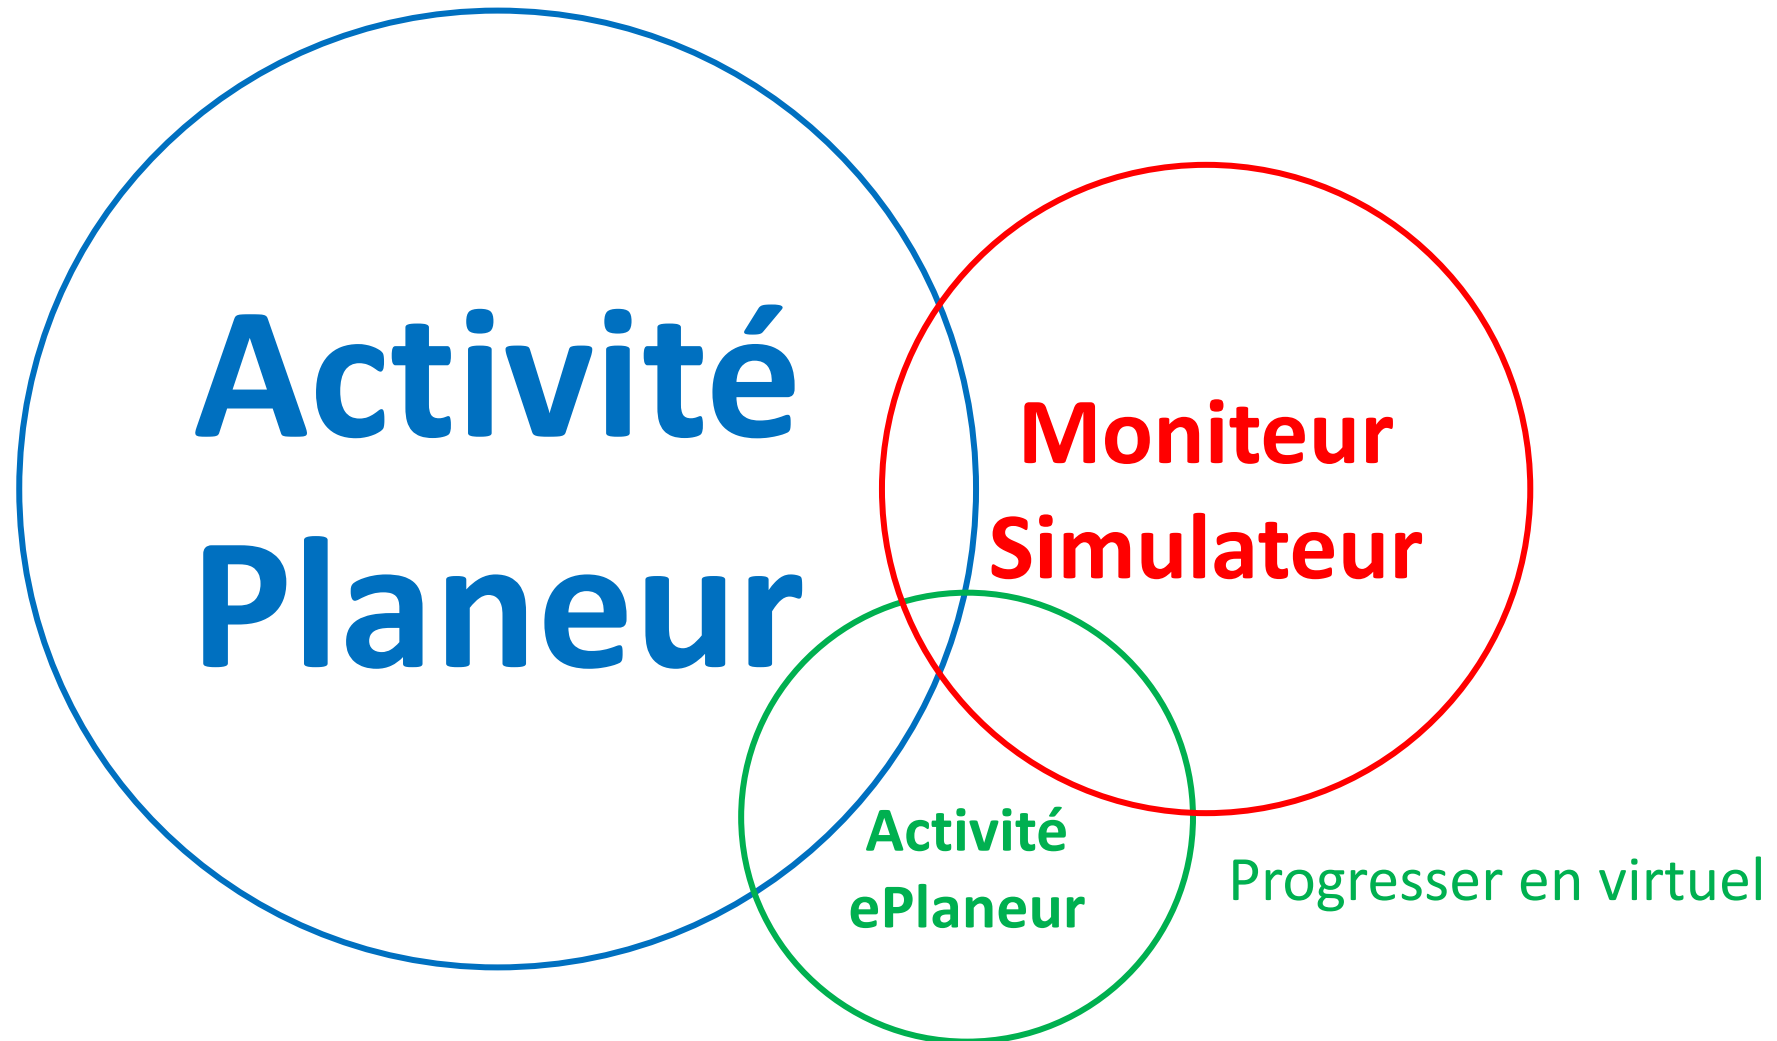 Activité
Planeur
Moniteur
Simulateur
Activité
ePlaneur
Progresser en virtuel